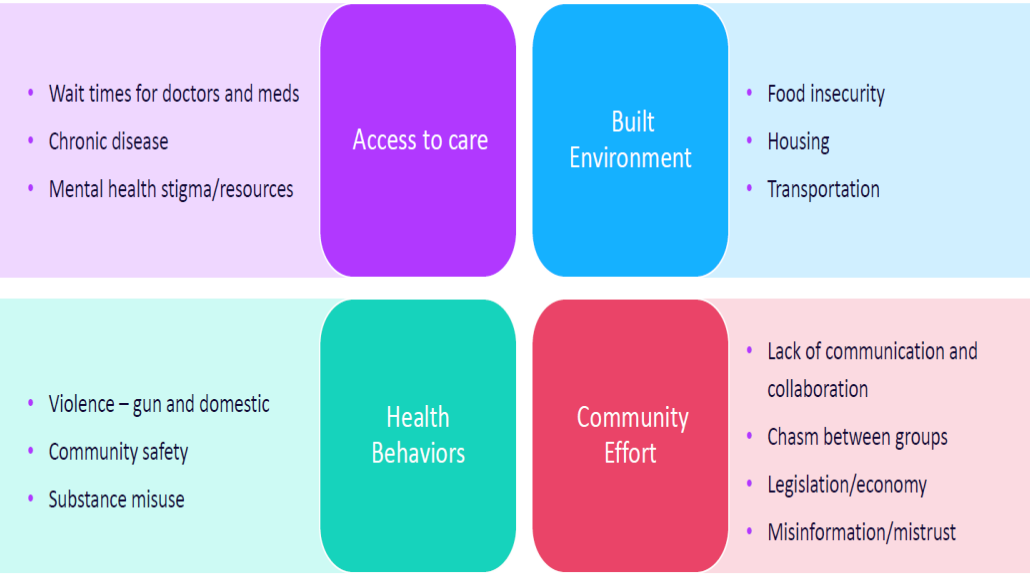 Access to care
• Wait times for doctors and meds
• Chronic disease
• Mental health stigma/resources
Built
Environment
• Food insecurity
• Housing
• Transportation
Health
Behaviors
• Violence – gun and domestic
• Community safety
• Substance misuse
Community
Effort
• Lack of communication and
collaboration
• Chasm between groups
• Legislation/economy
• Misinformation/mistrust